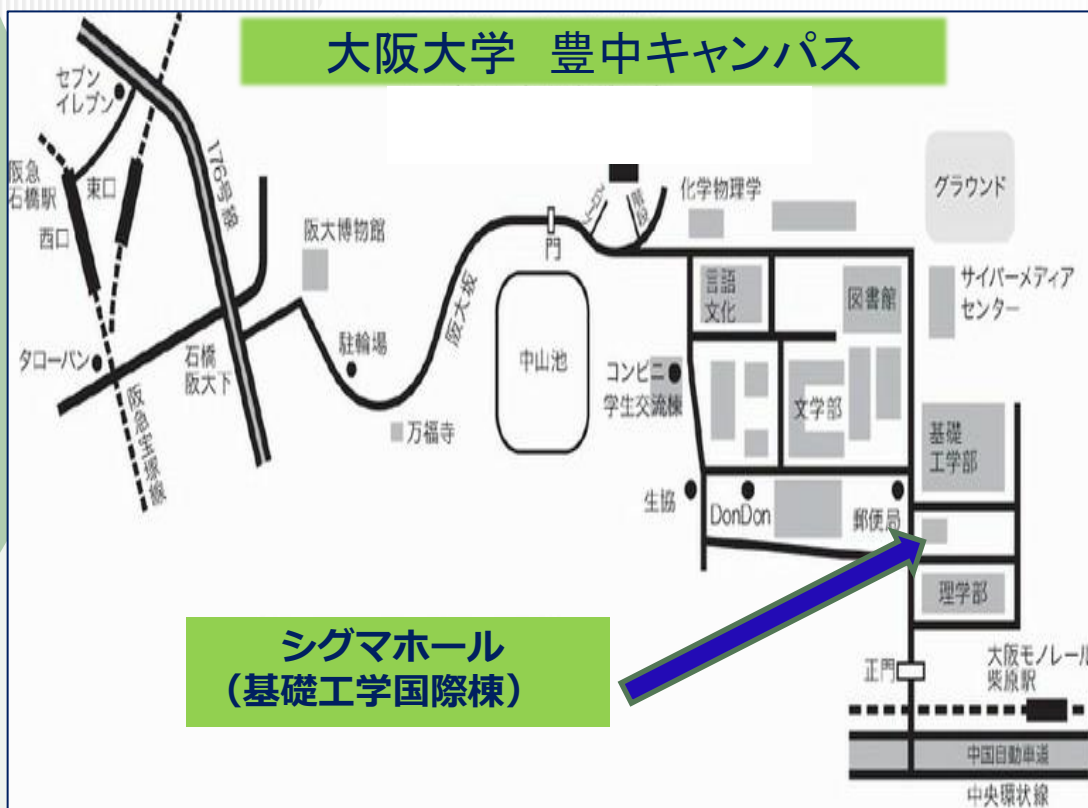 大阪大学　豊中キャンパス
セブン
イレブン
176号線
阪急
石橋駅
東口
西口
阪大博物館
門
化学物理学
グラウンド
言語
文化
図書館
サイバーメディア
センター
阪大坂
中山池
駐輪場
タローパン
石橋
阪大下
阪急宝塚線
万福寺
コンビニ
学生交流棟
文学部
基礎
工学部
生協
DonDon
郵便局
理学部
シグマホール
（基礎工学国際棟）
正門
大阪モノレール
柴原駅
中国自動車道
中央環状線